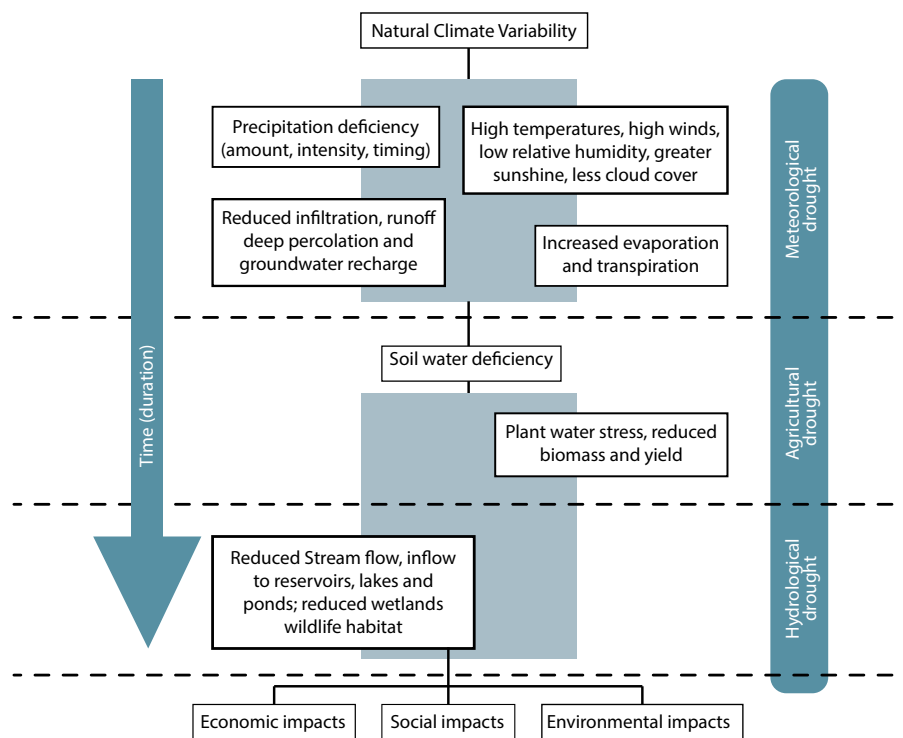 Natural Climate Variability
Precipitation deficiency
(amount, intensity, timing)
High temperatures, high winds,
low relative humidity, greater
sunshine, less cloud cover
Reduced infiltration, runoff
deep percolation and
groundwater recharge
Increased evaporation
and transpiration
Meteorological
drought
Time (duration)
Soil water deficiency
Plant water stress, reduced
biomass and yield
Agricultural
drought
Reduced Stream flow, inflow
to reservoirs, lakes and
ponds; reduced wetlands
wildlife habitat
Hydrological
drought
Economic impacts
Social impacts
Environmental impacts